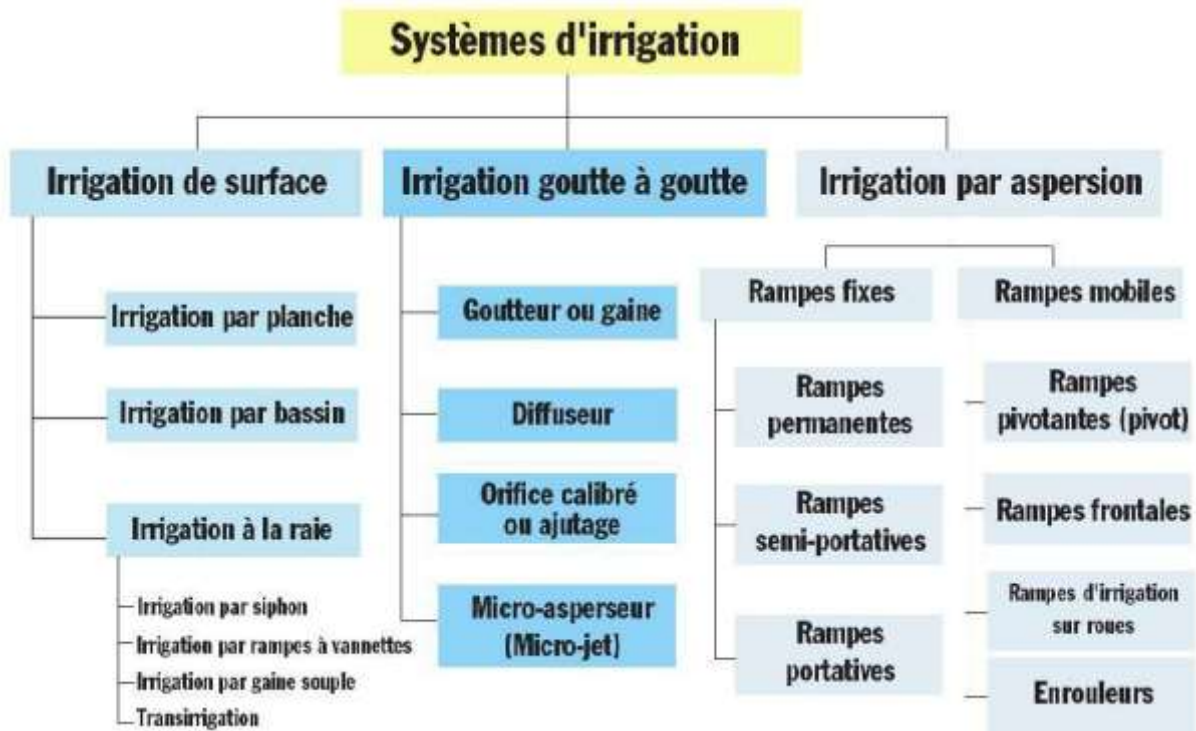 Systèmes d'irrigation
Irrigation de surface
Irrigation goutte à goutte
Irrigation par aspersion
Irrigation par planche
Irrigation par bassin
Irrigation à la raie
Irrigation par siphon
Irrigation par rampes à vannettes
Irrigation par gaine souple
Transirrigation
Goutteur ou gaine
Diffuseur
Orifice calibré
ou ajutage
Micro-asperseur
(Micro-jet)
Rampes fixes
Rampes
permanentes
Rampes
semi-portatives
Rampes
portatives
Rampes mobiles
Rampes
pivotantes (pivot)
Rampes frontales
Rampes d'irrigation
sur roues
Enrouleurs